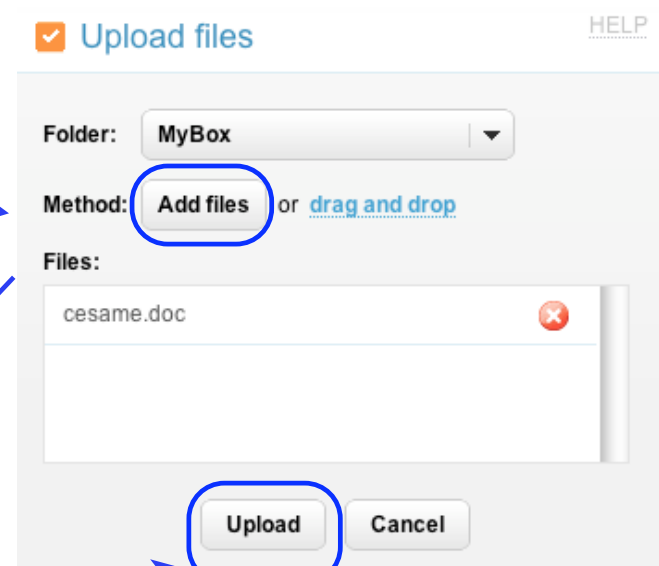 Upload files
HELP
Folder: MyBox
Method: Add files or drag and drop
Files:
cesame.doc
Upload Cancel